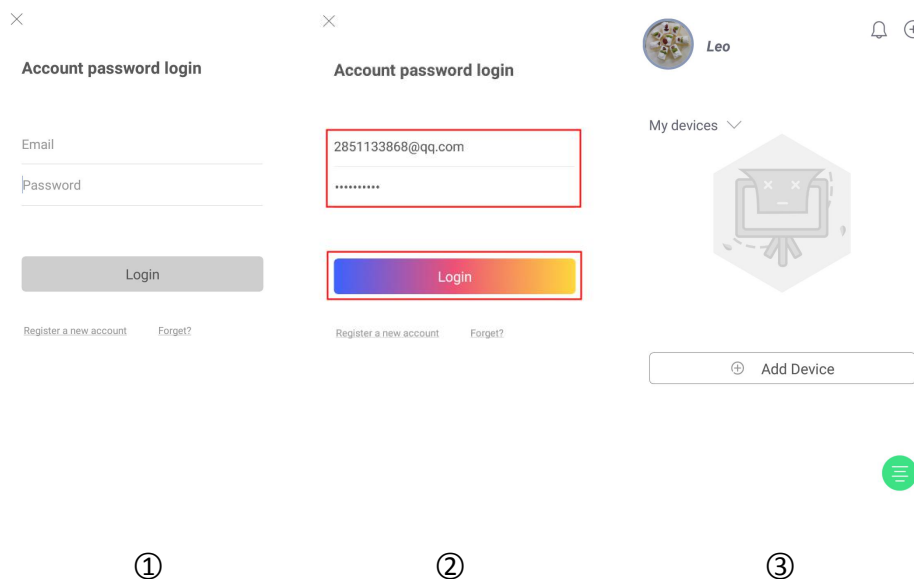 Account password login
Email
Password
Login
Register a new account Forget?
①
Account password login
2851133868@qq.com
••••••••••
Login
Register a new account Forget?
②
Leo
My devices
Add Device
③